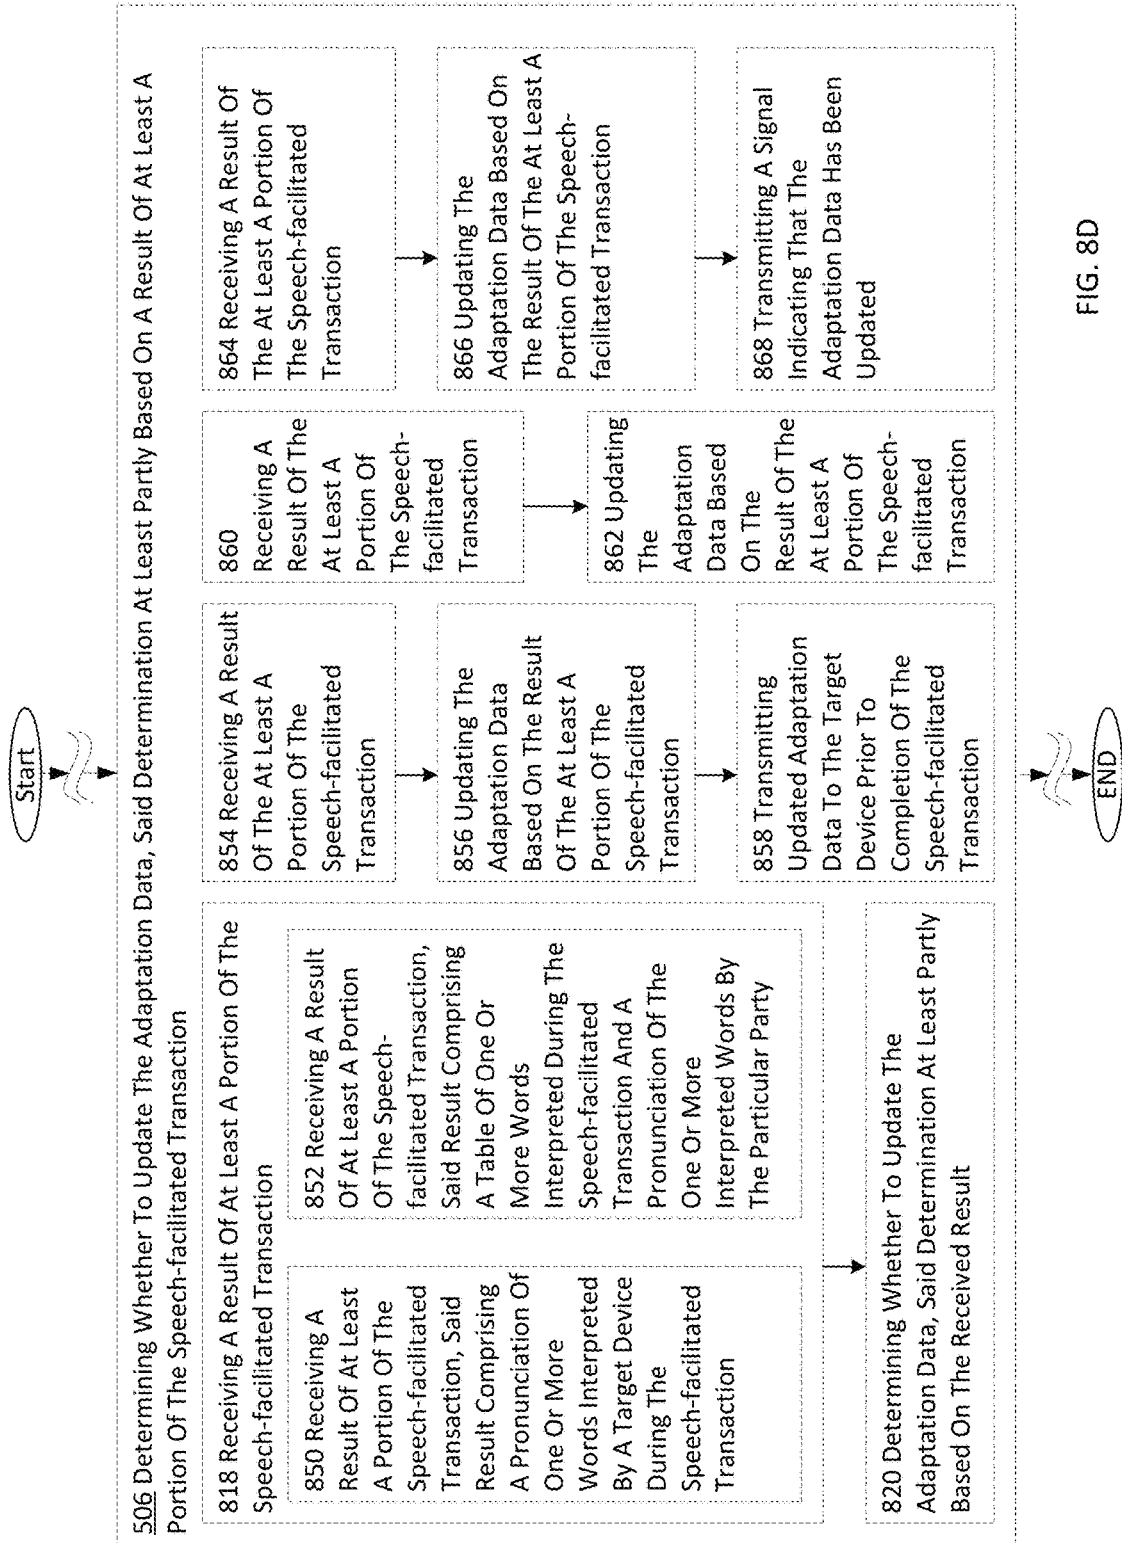 Start
506 Determining Whether To Update The Adaptation Data, Said Determination At Least Partly Based On A Result Of At Least A
Portion Of The Speech-facilitated Transaction
818 Receiving A Result Of At Least A Portion Of The
Speech-facilitated Transaction
850 Receiving A
Result Of At Least
A Portion Of The
Speech-facilitated
Transaction, Said
Result Comprising
A Pronunciation Of
One Or More
Words Interpreted
By A Target Device
During The
Speech-facilitated
Transaction
852 Receiving A Result
Of At Least A Portion
Of The Speech-
facilitated Transaction,
Said Result Comprising
A Table Of One Or
More Words
Interpreted During The
Speech-facilitated
Transaction And A
Pronunciation Of The
One Or More
Interpreted Words By
The Particular Party
820 Determining Whether To Update The
Adaptation Data, Said Determination At Least Partly
Based On The Received Result
854 Receiving A Result
Of The At Least A
Portion Of The
Speech-facilitated
Transaction
856 Updating The
Adaptation Data
Based On The Result
Of The At Least A
Portion Of The
Speech-facilitated
Transaction
858 Transmitting
Updated Adaptation
Data To The Target
Device Prior To
Completion Of The
Speech-facilitated
Transaction
860
Receiving A
Result Of The
At Least A
Portion Of
The Speech-
facilitated
Transaction
862 Updating
The
Adaptation
Data Based
On The
Result Of The
At Least A
Portion Of
The Speech-
facilitated
Transaction
864 Receiving A Result Of
The At Least A Portion Of
The Speech-facilitated
Transaction
866 Updating The
Adaptation Data Based On
The Result Of The At Least A
Portion Of The Speech-
facilitated Transaction
868 Transmitting A Signal
Indicating That The
Adaptation Data Has Been
Updated
END
FIG. 8D